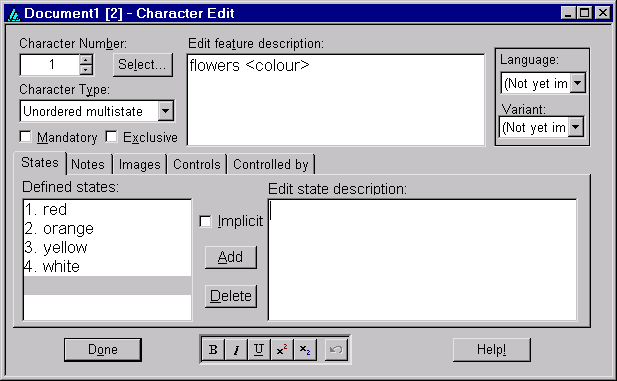 Document1 [2] - Character Edit
Character Number:
1
Select...
Character Type:
Unordered multistate
Mandatory
Exclusive
Edit feature description:
flowers <colour>
Language:
(Not yet im
Variant:
(Not yet im
States
Notes
Images
Controls
Controlled by
Defined states:
1. red
2. orange
3. yellow
4. white
Implicit
Add
Delete
Edit state description:
Done
B
I
U
x²
x₂
Help!